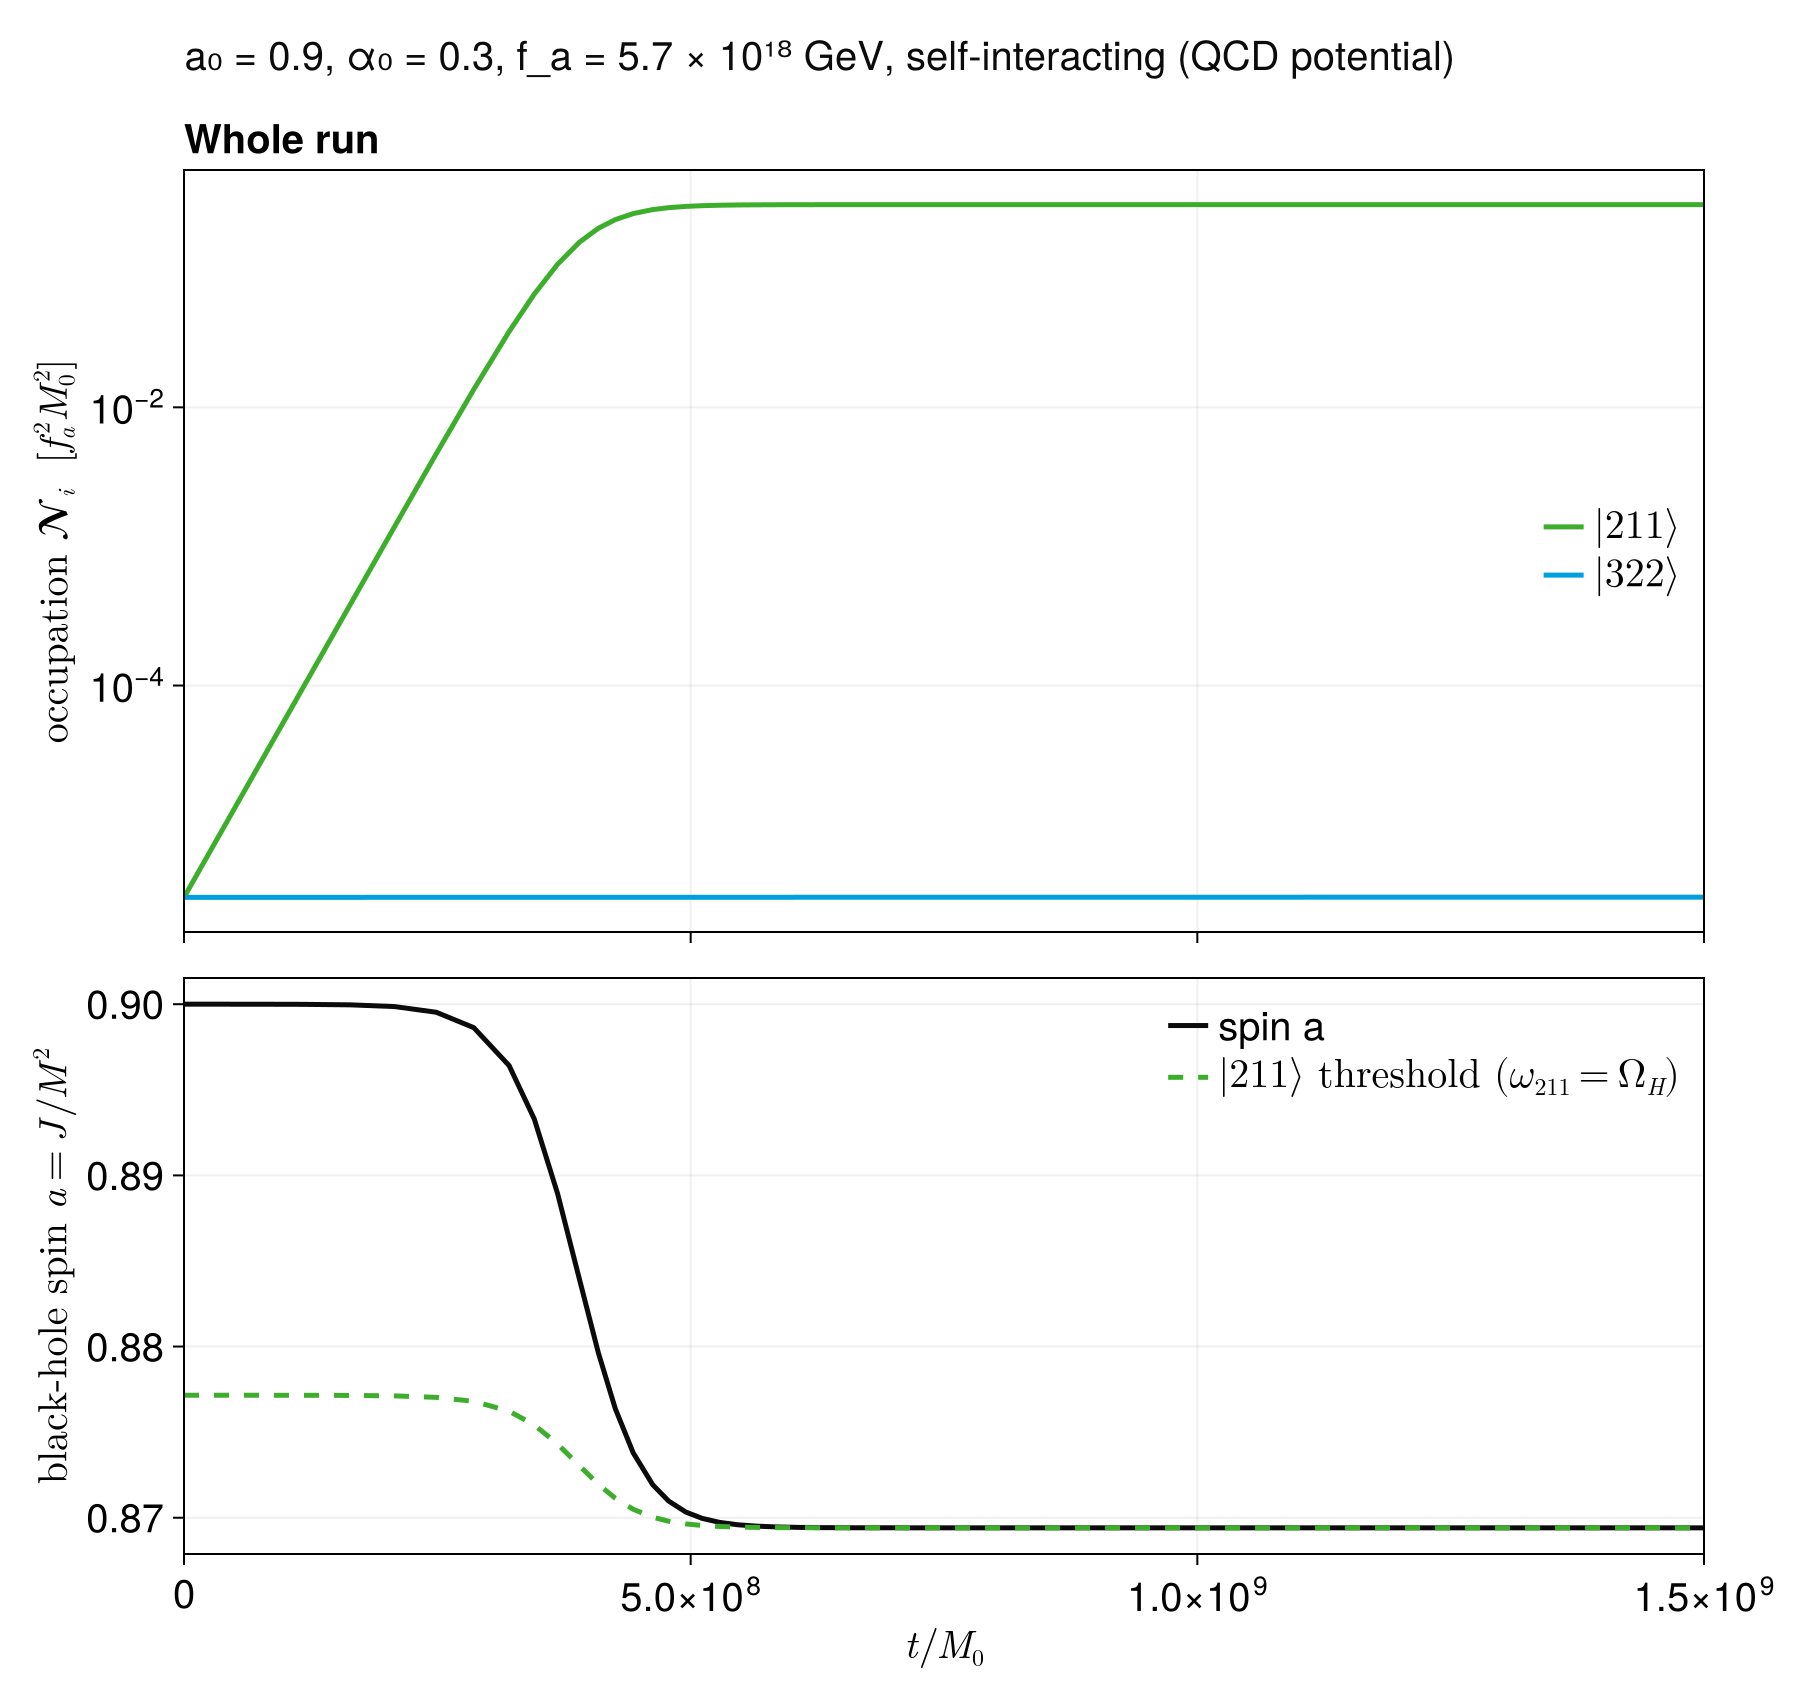 a₀ = 0.9, α₀ = 0.3, f_a = 5.7 × 10¹⁸ GeV, self-interacting (QCD potential)
Whole run
occupation 𝒩ᵢ [f_a²M₀²]
10⁻²
10⁻⁴
|211⟩
|322⟩
black-hole spin a = J/M²
0.90
0.89
0.88
0.87
spin a
|211⟩ threshold (ω₂₁₁ = Ω_H)
0
5.0×10⁸
1.0×10⁹
1.5×10⁹
t/M₀